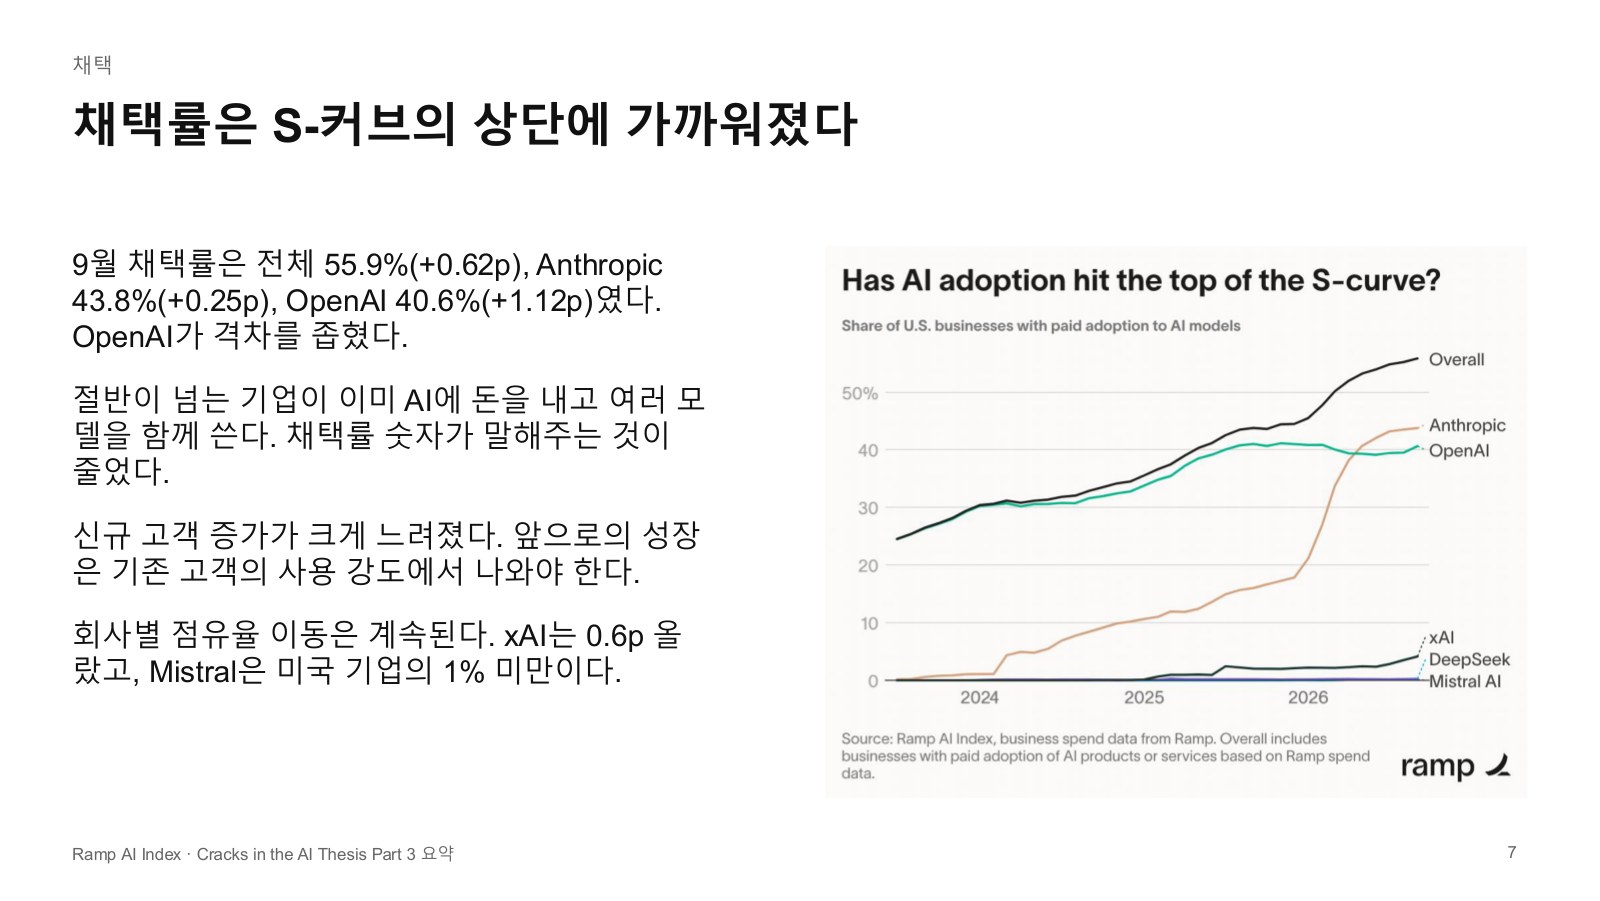 채택
채택률은 S-커브의 상단에 가까워졌다
9월 채택률은 전체 55.9%(+0.62p), Anthropic
43.8%(+0.25p), OpenAI 40.6%(+1.12p)였다.
OpenAI가 격차를 좁혔다.
절반이 넘는 기업이 이미 AI에 돈을 내고 여러 모
델을 함께 쓴다. 채택률 숫자가 말해주는 것이
줄었다.
신규 고객 증가가 크게 느려졌다. 앞으로의 성장
은 기존 고객의 사용 강도에서 나와야 한다.
회사별 점유율 이동은 계속된다. xAI는 0.6p 올
랐고, Mistral은 미국 기업의 1% 미만이다.
Has AI adoption hit the top of the S-curve?
Share of U.S. businesses with paid adoption to AI models
Overall
50%
Anthropic
40
OpenAI
30
20
10
xAI
DeepSeek
0
Mistral AI
2024
2025
2026
Source: Ramp AI Index, business spend data from Ramp. Overall includes
businesses with paid adoption of AI products or services based on Ramp spend
data.
ramp
Ramp AI Index · Cracks in the AI Thesis Part 3 요약
7